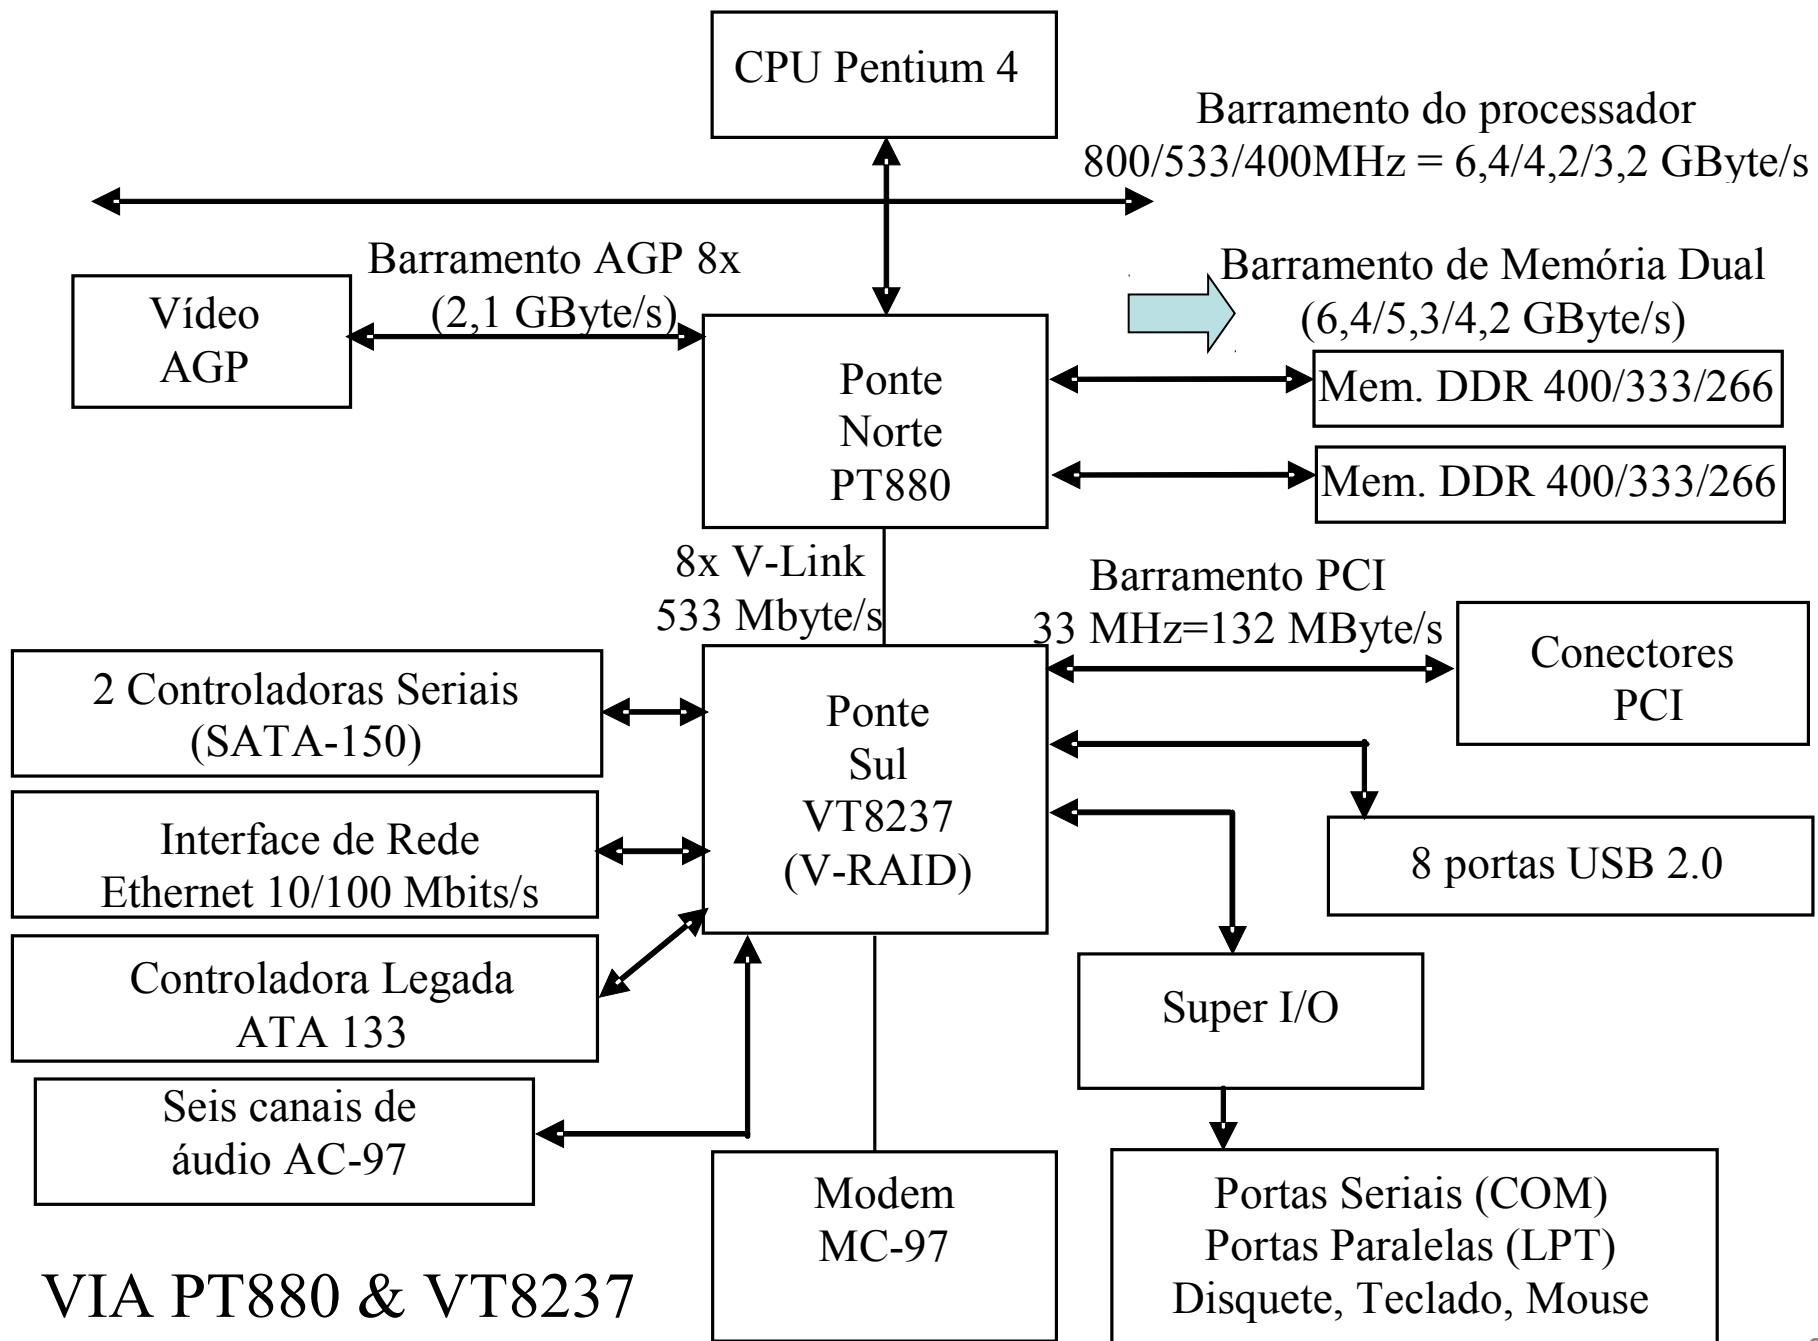 CPU Pentium 4
Barramento do processador
800/533/400MHz = 6,4/4,2/3,2 GByte/s
Barramento AGP 8x
(2,1 GByte/s)
Vídeo
AGP
Barramento de Memória Dual
(6,4/5,3/4,2 GByte/s)
Ponte
Norte
PT880
Mem. DDR 400/333/266
Mem. DDR 400/333/266
8x V-Link
533 Mbyte/s
Barramento PCI
33 MHz=132 MByte/s
Conectores
PCI
2 Controladoras Seriais
(SATA-150)
Ponte
Sul
VT8237
(V-RAID)
Interface de Rede
Ethernet 10/100 Mbits/s
8 portas USB 2.0
Controladora Legada
ATA 133
Super I/O
Seis canais de
áudio AC-97
Modem
MC-97
Portas Seriais (COM)
Portas Paralelas (LPT)
Disquete, Teclado, Mouse
VIA PT880 & VT8237